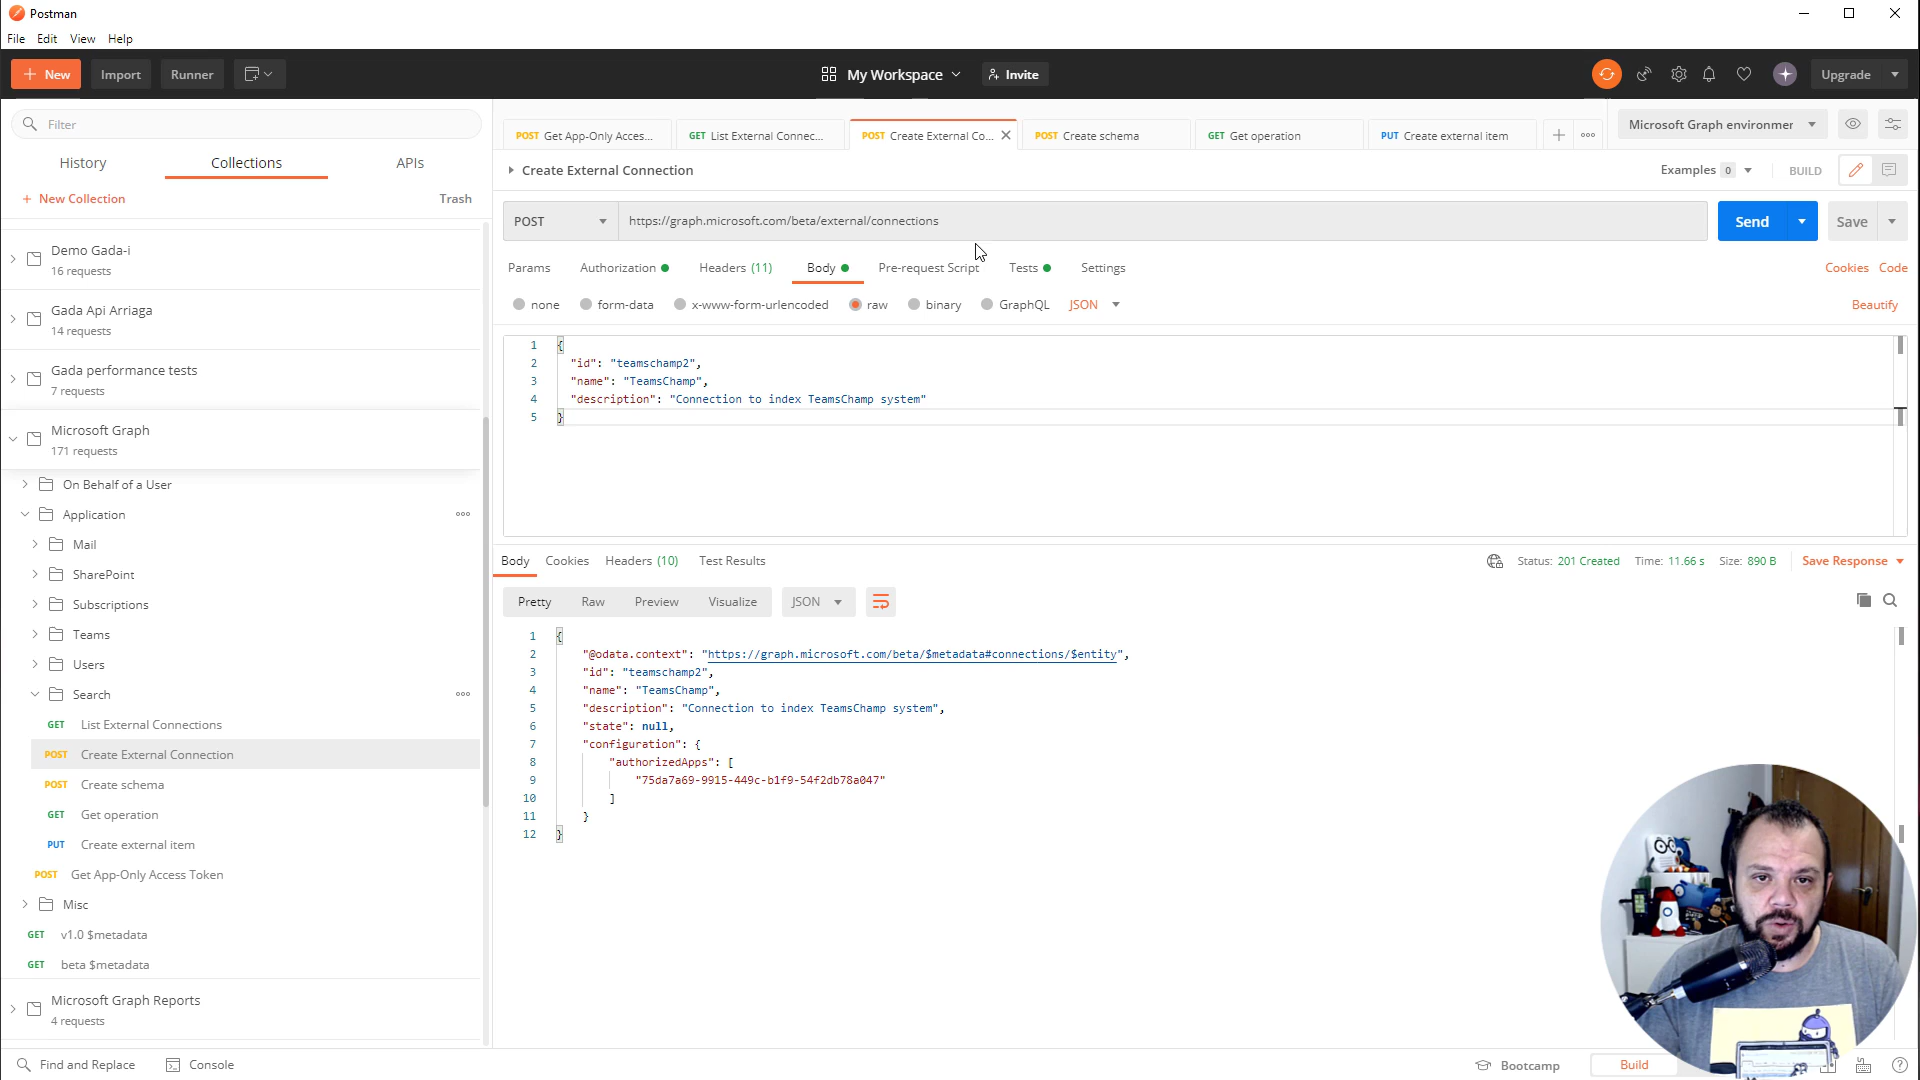 Postman
File Edit View Help
New Import Runner My Workspace Invite Upgrade
Filter
History Collections APIs
New Collection Trash
Demo Gada-i
16 requests
Gada Api Arriaga
14 requests
Gada performance tests
7 requests
Microsoft Graph
171 requests
On Behalf of a User
Application
Mail
SharePoint
Subscriptions
Teams
Users
Search
GET List External Connections
POST Create External Connection
POST Create schema
GET Get operation
PUT Create external item
POST Get App-Only Access Token
Misc
GET v1.0 $metadata
GET beta $metadata
Microsoft Graph Reports
4 requests
POST Get App-Only Acces... GET List External Connec... POST Create External Co... POST Create schema GET Get operation PUT Create external item Microsoft Graph environmer
Create External Connection Examples 0 BUILD
POST https://graph.microsoft.com/beta/external/connections Send Save
Params Authorization Headers (11) Body Pre-request Script Tests Settings Cookies Code
none form-data x-www-form-urlencoded raw binary GraphQL JSON Beautify
1 {
2 "id": "teamschamp2",
3 "name": "TeamsChamp",
4 "description": "Connection to index TeamsChamp system"
5 }
Body Cookies Headers (10) Test Results Status: 201 Created Time: 11.66 s Size: 890 B Save Response
Pretty Raw Preview Visualize JSON
1 {
2 "@odata.context": "https://graph.microsoft.com/beta/$metadata#connections/$entity",
3 "id": "teamschamp2",
4 "name": "TeamsChamp",
5 "description": "Connection to index TeamsChamp system",
6 "state": null,
7 "configuration": {
8 "authorizedApps": [
9 "75da7a69-9915-449c-b1f9-54f2db78a047"
10 ]
11 }
12 }
Find and Replace Console Bootcamp Build